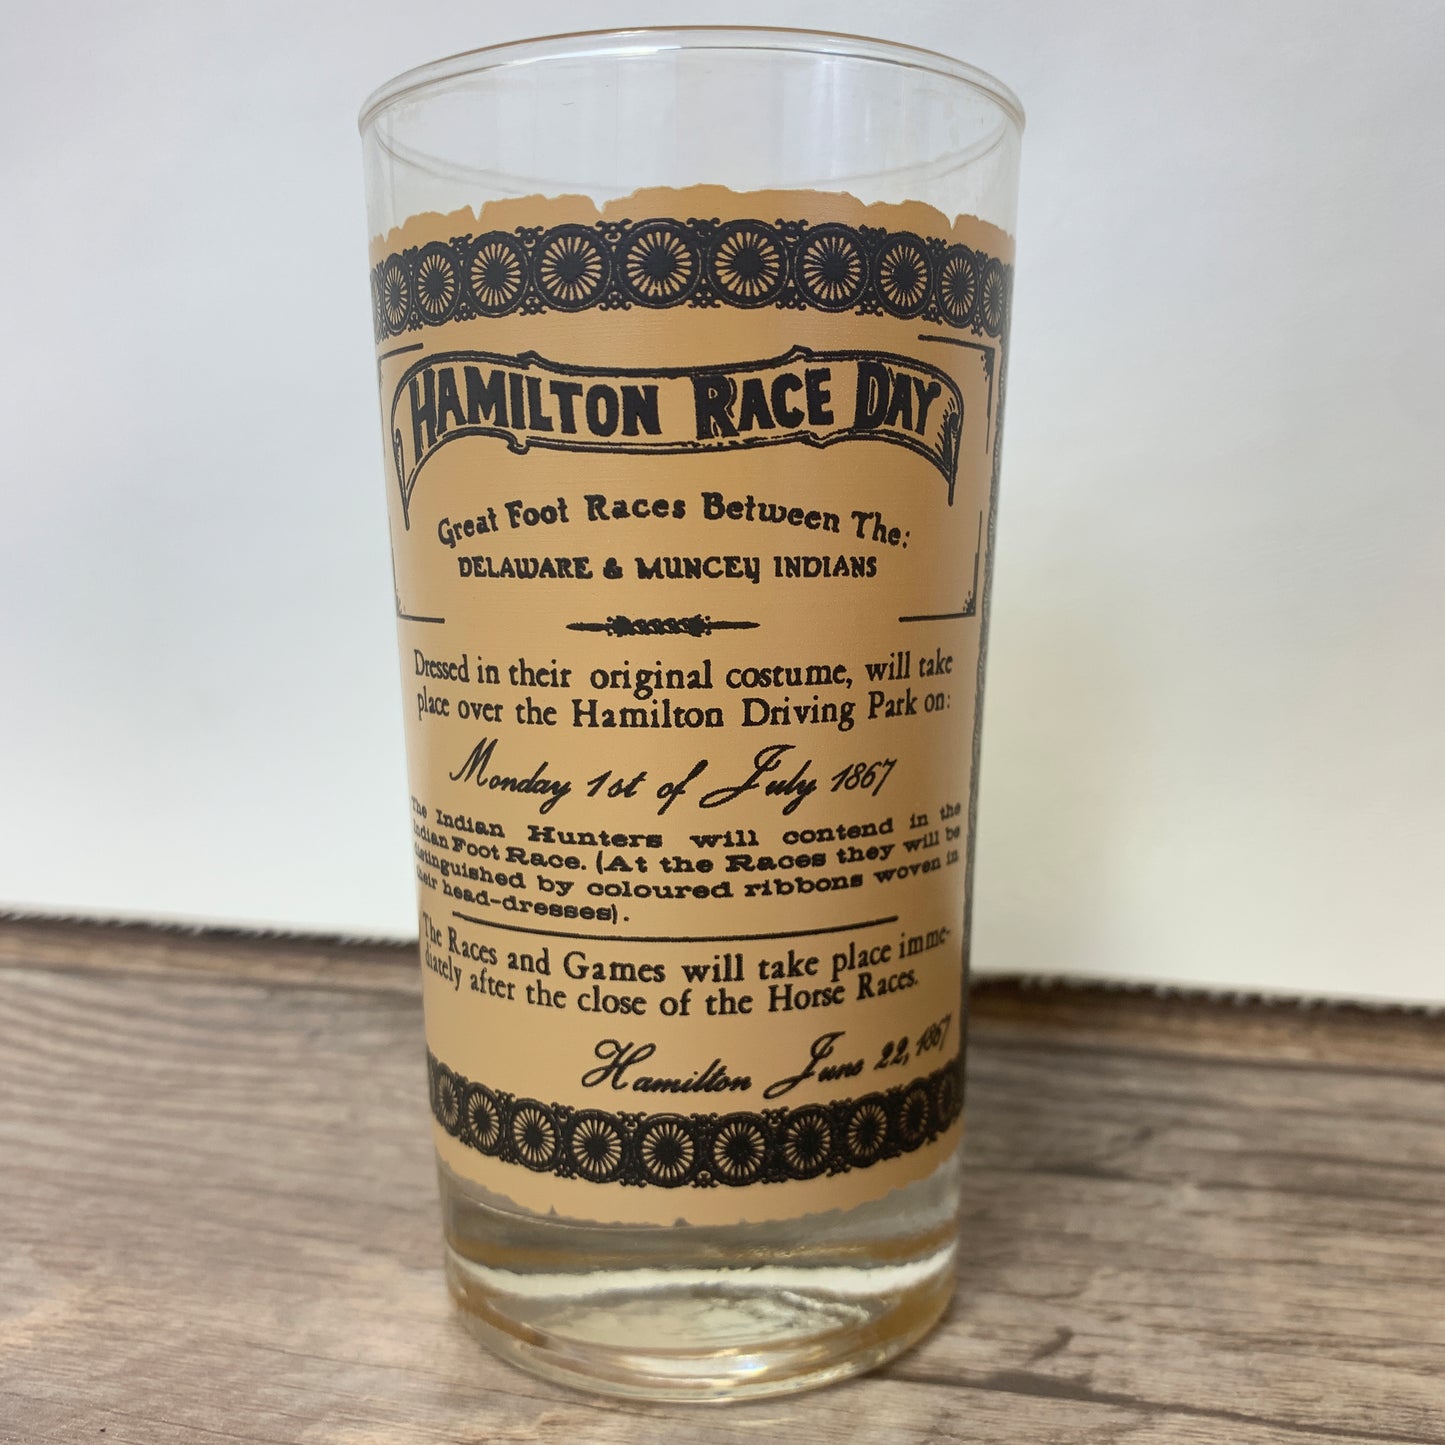 HAMILTON RACE DAY
Great Foot Races Between The:
DELAWARE & MUNCEY INDIANS
Dressed in their original costume, will take
place over the Hamilton Driving Park on:
Monday 1st of July 1867
The Indian Hunters will contend in the
Indian Foot Race. (At the Races they will be
distinguished by coloured ribbons woven in
their head-dresses).
The Races and Games will take place imme-
diately after the close of the Horse Races.
Hamilton June 22, 1867